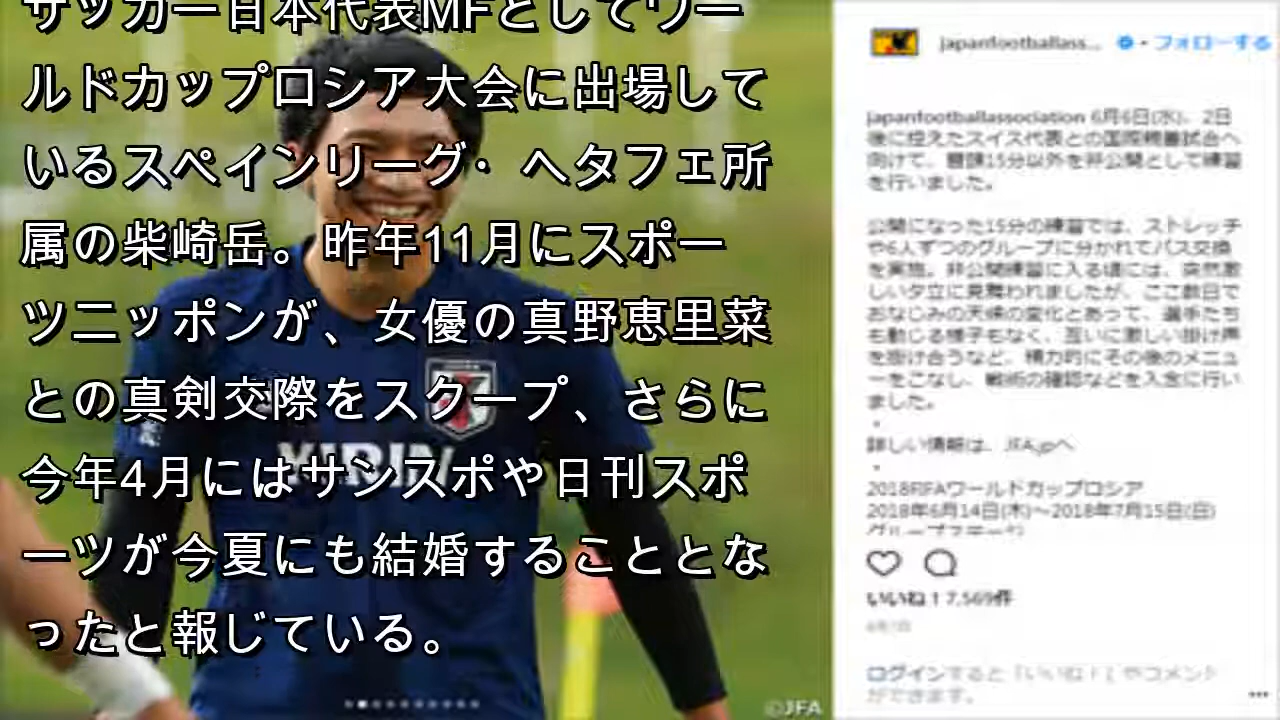 サッカー日本代表MFとしてワー
ルドカップロシア大会に出場して
いるスペインリーグ・ヘタフェ所
属の柴崎岳。昨年11月にスポー
ツニッポンが、女優の真野恵里菜
との真剣交際をスクープ、さらに
今年4月にはサンスポや日刊スポ
ーツが今夏にも結婚することとな
ったと報じている。
KIRIN
©JFA
japanfootballass... • フォローする
japanfootballassociation 6月6日(水)、2日
後に控えたスイス代表との国際親善試合へ
向けて、冒頭15分以外を非公開として練習
を行いました。
公開になった15分の練習では、ストレッチ
や6人ずつのグループに分かれてパス交換
を実施。非公開練習に入る頃には、突然激
しい夕立に見舞われましたが、ここ数日で
おなじみの天候の変化とあって、選手たち
も動じる様子もなく、互いに激しい掛け声
を掛け合うなど、精力的にその後のメニュ
ーをこなし、戦術の確認などを入念に行い
ました。
詳しい情報は、JFA.jpへ
2018FIFAワールドカップロシア
2018年6月14日(木)～2018年7月15日(日)
グループステージ
いいね！7,569件
ログインすると「いいね！」やコメント
ができます。